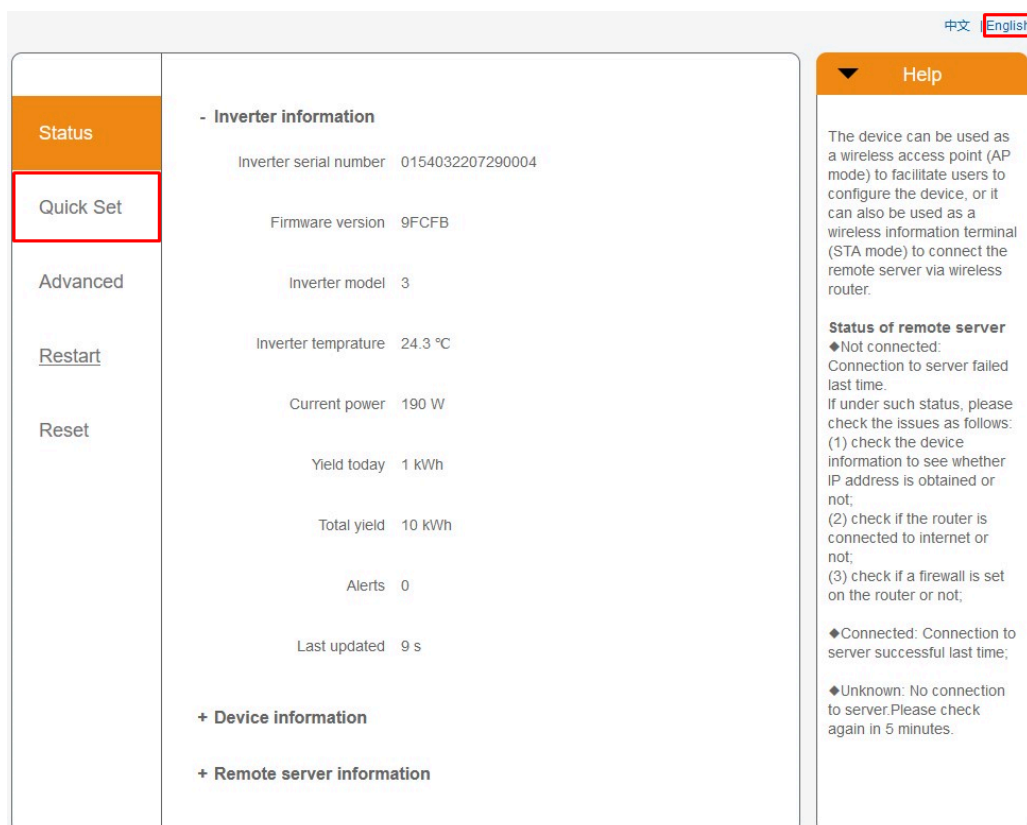 中文 | English
Status
Quick Set
Advanced
Restart
Reset
- Inverter information
Inverter serial number 0154032207290004
Firmware version 9FCFB
Inverter model 3
Inverter temprature 24.3 ℃
Current power 190 W
Yield today 1 kWh
Total yield 10 kWh
Alerts 0
Last updated 9 s
+ Device information
+ Remote server information
Help
The device can be used as
a wireless access point (AP
mode) to facilitate users to
configure the device, or it
can also be used as a
wireless information terminal
(STA mode) to connect the
remote server via wireless
router.
Status of remote server
◆Not connected:
Connection to server failed
last time.
If under such status, please
check the issues as follows:
(1) check the device
information to see whether
IP address is obtained or
not;
(2) check if the router is
connected to internet or
not;
(3) check if a firewall is set
on the router or not;
◆Connected: Connection to
server successful last time;
◆Unknown: No connection
to server.Please check
again in 5 minutes.